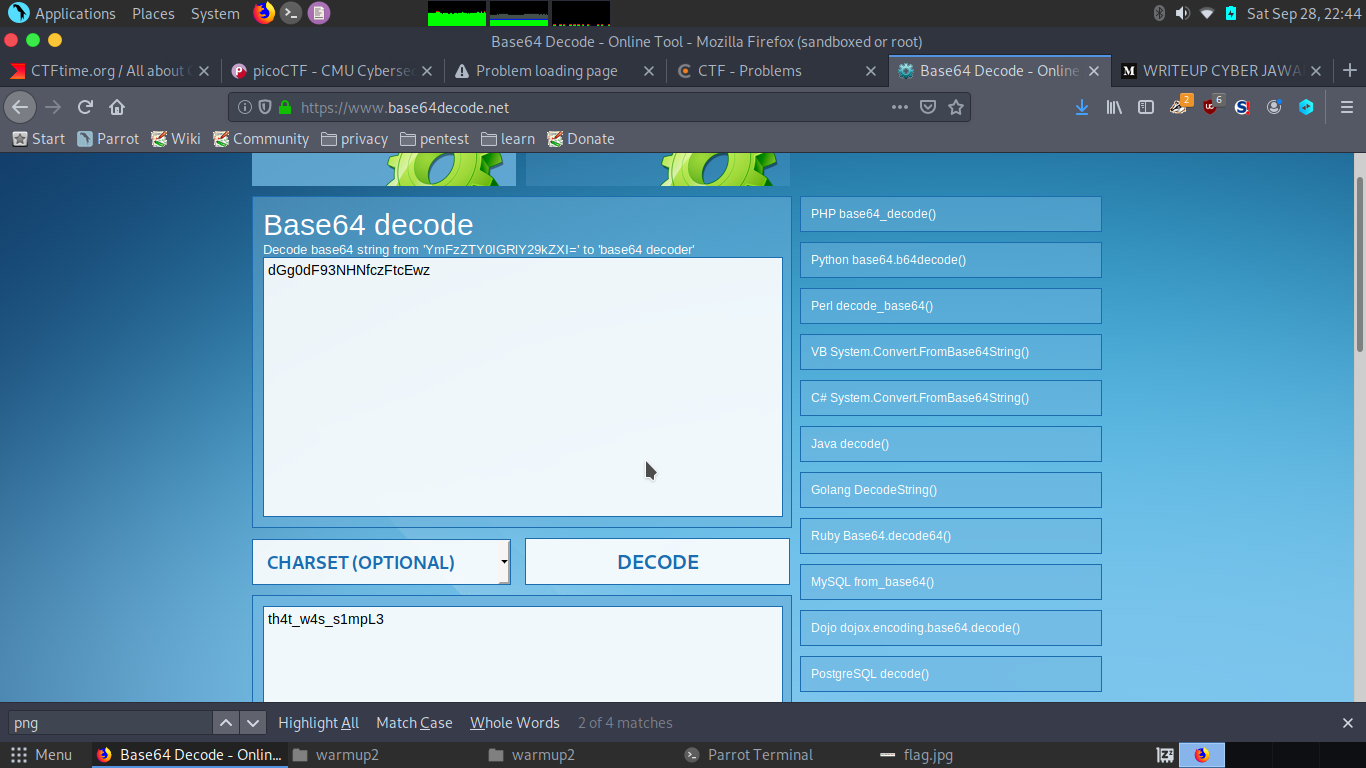 Applications Places System Sat Sep 28, 22:44
Base64 Decode - Online Tool - Mozilla Firefox (sandboxed or root)
CTFtime.org / All about C picoCTF - CMU Cybersec Problem loading page CTF - Problems Base64 Decode - Online WRITEUP CYBER JAWA
https://www.base64decode.net 2 6
Start Parrot Wiki Community privacy pentest learn Donate
Base64 decode
Decode base64 string from 'YmFzZTY0IGRlY29kZXI=' to 'base64 decoder'
dGg0dF93NHNfczFtcEwz
CHARSET (OPTIONAL) DECODE
th4t_w4s_s1mpL3
PHP base64_decode()
Python base64.b64decode()
Perl decode_base64()
VB System.Convert.FromBase64String()
C# System.Convert.FromBase64String()
Java decode()
Golang DecodeString()
Ruby Base64.decode64()
MySQL from_base64()
Dojo dojox.encoding.base64.decode()
PostgreSQL decode()
png Highlight All Match Case Whole Words 2 of 4 matches
Menu Base64 Decode - Onlin... warmup2 warmup2 Parrot Terminal flag.jpg